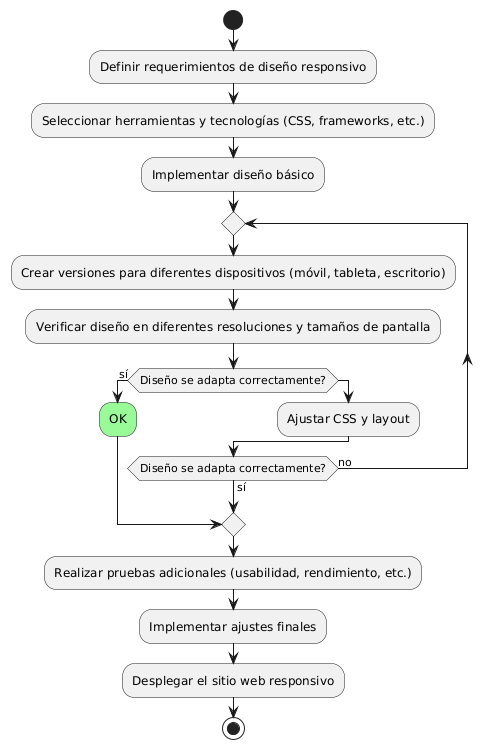 Definir requerimientos de diseño responsivo
Seleccionar herramientas y tecnologías (CSS, frameworks, etc.)
Implementar diseño básico
Crear versiones para diferentes dispositivos (móvil, tableta, escritorio)
Verificar diseño en diferentes resoluciones y tamaños de pantalla
sí
Diseño se adapta correctamente?
OK
Ajustar CSS y layout
Diseño se adapta correctamente?
no
sí
Realizar pruebas adicionales (usabilidad, rendimiento, etc.)
Implementar ajustes finales
Desplegar el sitio web responsivo